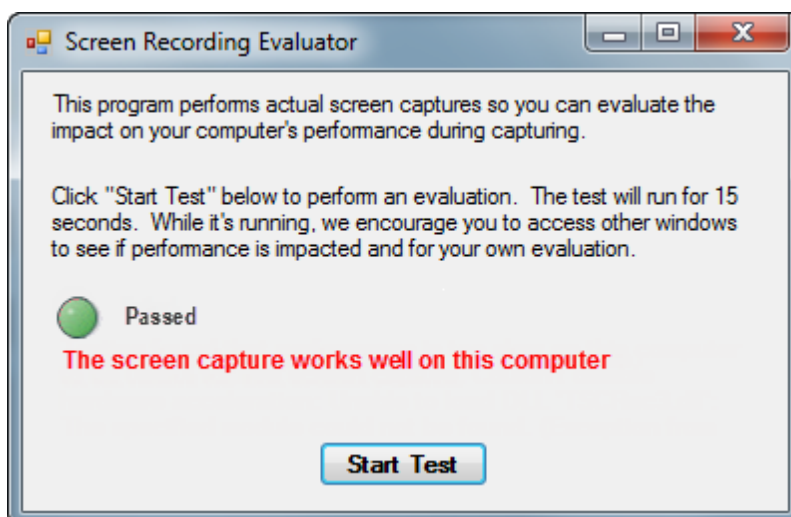 Screen Recording Evaluator
This program performs actual screen captures so you can evaluate the
impact on your computer's performance during capturing.
Click "Start Test" below to perform an evaluation.  The test will run for 15
seconds.  While it's running, we encourage you to access other windows
to see if performance is impacted and for your own evaluation.
Passed
The screen capture works well on this computer
Start Test